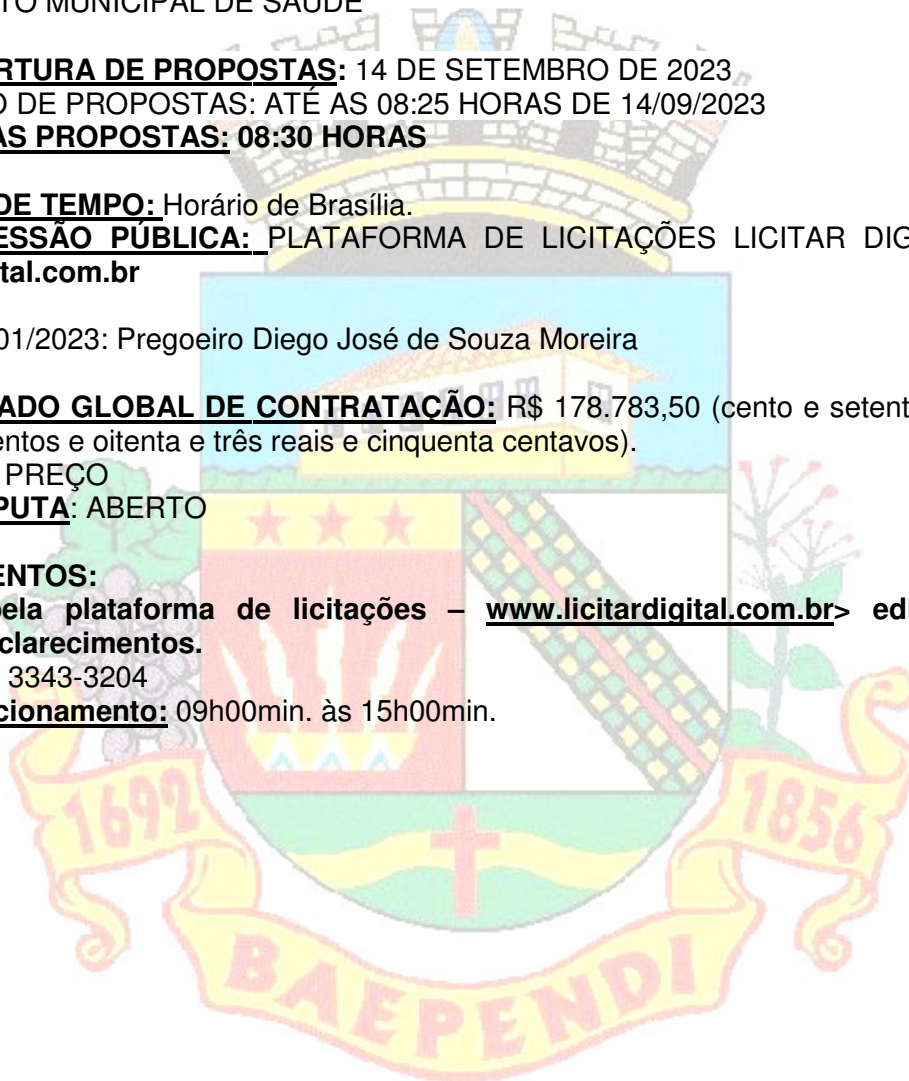 TO MUNICIPAL DE SAÚDE
RTURA DE PROPOSTAS: 14 DE SETEMBRO DE 2023
O DE PROPOSTAS: ATÉ AS 08:25 HORAS DE 14/09/2023
AS PROPOSTAS: 08:30 HORAS
DE TEMPO: Horário de Brasília.
ESSÃO PÚBLICA: PLATAFORMA DE LICITAÇÕES LICITAR DIG
tal.com.br
01/2023: Pregoeiro Diego José de Souza Moreira
ADO GLOBAL DE CONTRATAÇÃO: R$ 178.783,50 (cento e setent
entos e oitenta e três reais e cinquenta centavos).
PREÇO
PUTA: ABERTO
ENTOS:
pela plataforma de licitações – www.licitardigital.com.br> edi
clarecimentos.
3343-3204
cionamento: 09h00min. às 15h00min.
1692
1856
BAEPENDI